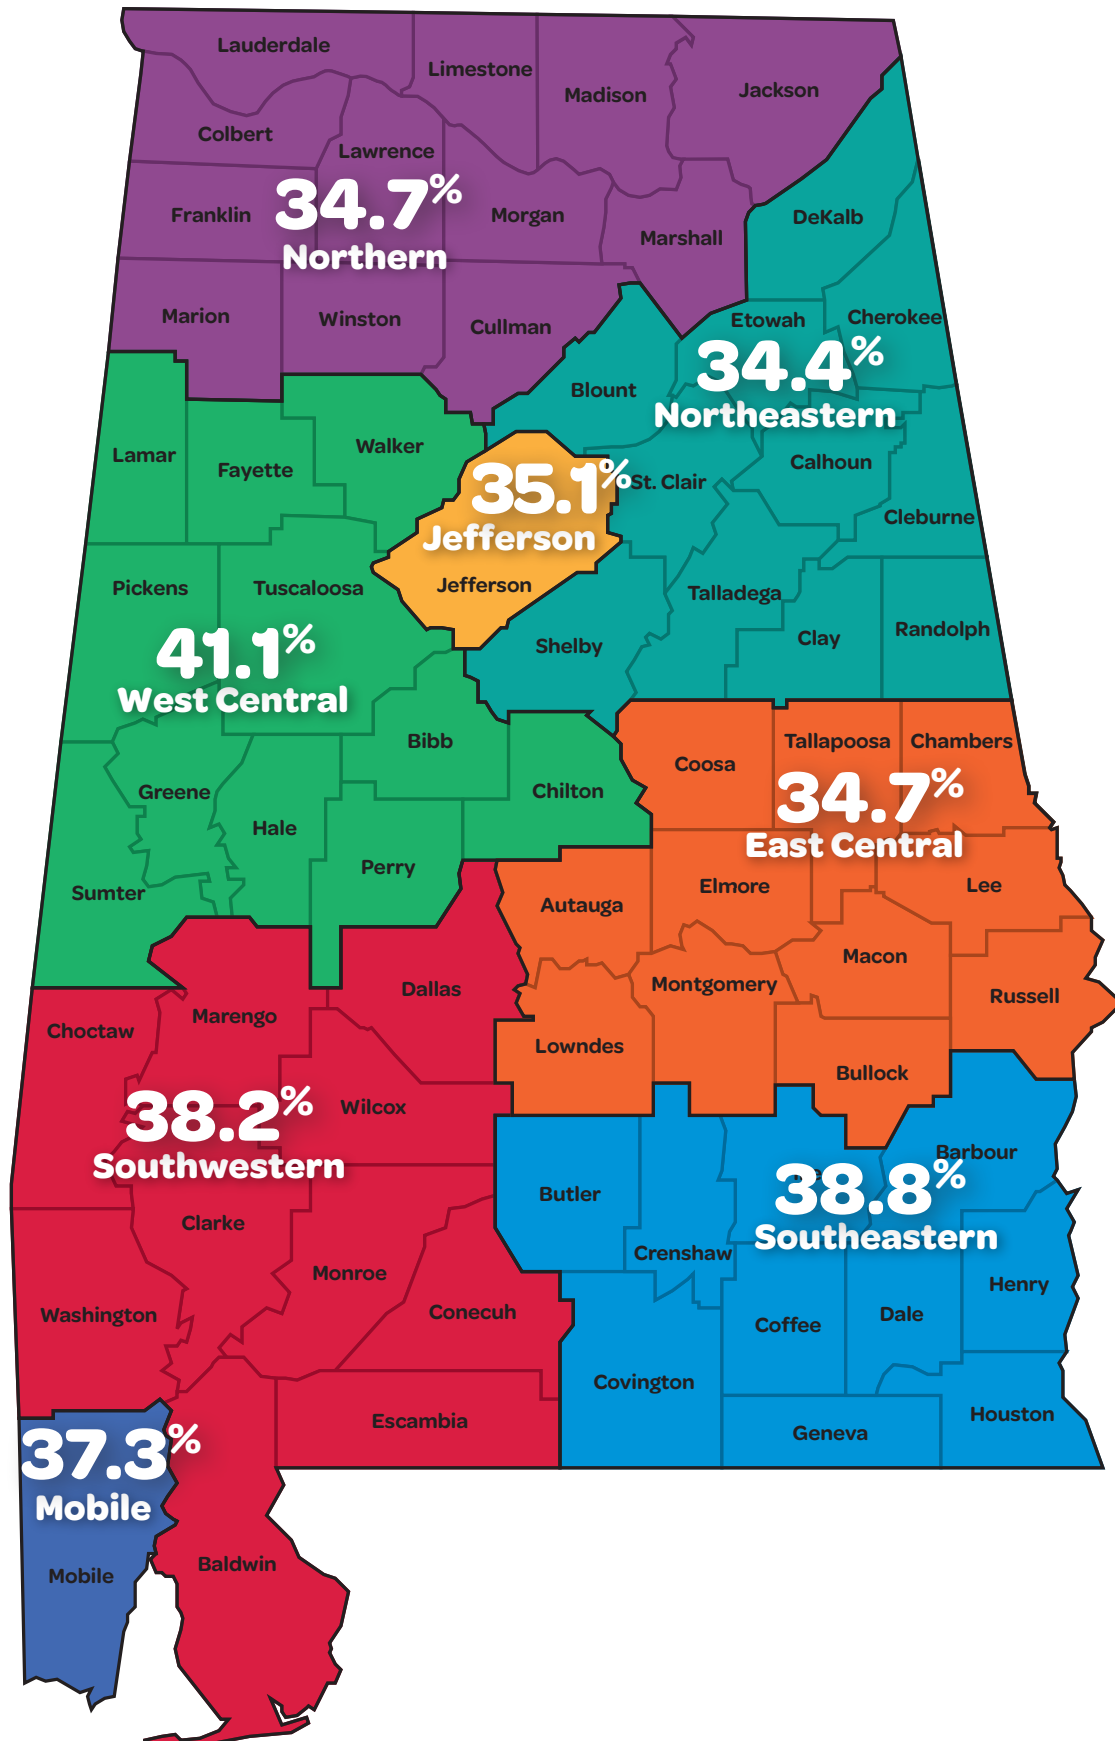 Lauderdale
Limestone
Madison
Jackson
Colbert
Lawrence
Franklin
34.7%
Northern
Morgan
Marshall
DeKalb
Marion
Winston
Cullman
Etowah
Cherokee
34.4%
Northeastern
Blount
Lamar
Fayette
Walker
35.1%
Jefferson
Jefferson
St. Clair
Calhoun
Cleburne
Pickens
Tuscaloosa
Talladega
Clay
Randolph
Shelby
41.1%
West Central
Bibb
Chilton
Coosa
Tallapoosa
Chambers
34.7%
East Central
Greene
Hale
Perry
Sumter
Elmore
Lee
Autauga
Macon
Montgomery
Russell
Dallas
Marengo
Choctaw
Lowndes
Bullock
Wilcox
38.2%
Southwestern
Barbour
38.8%
Southeastern
Butler
Crenshaw
Clarke
Monroe
Washington
Conecuh
Henry
Dale
Coffee
Covington
Escambia
Geneva
Houston
37.3%
Mobile
Mobile
Baldwin